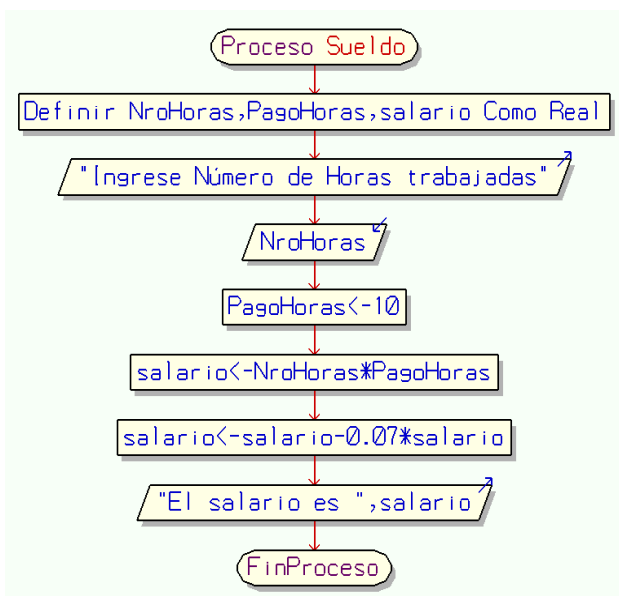 Proceso Sueldo
Definir NroHoras,PagoHoras,salario Como Real
"Ingrese Número de Horas trabajadas"
NroHoras
PagoHoras<-10
salario<-NroHoras*PagoHoras
salario<-salario-0.07*salario
"El salario es ",salario
FinProceso